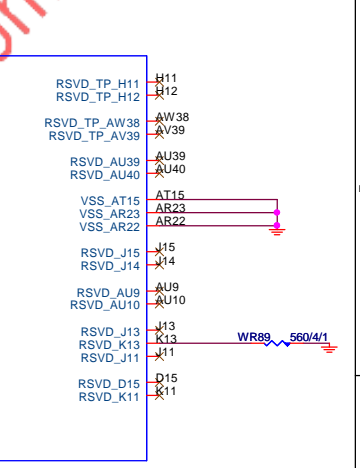 RSVD_TP_H11 H11
RSVD_TP_H12 H12
RSVD_TP_AW38 AW38
RSVD_TP_AV39 AV39
RSVD_AU39 AU39
RSVD_AU40 AU40
VSS_AT15 AT15
VSS_AR23 AR23
VSS_AR22 AR22
RSVD_J15 J15
RSVD_J14 J14
RSVD_AU9 AU9
RSVD_AU10 AU10
RSVD_J13 J13
RSVD_K13 K13 WR89 560/4/1
RSVD_J11 J11
RSVD_D15 D15
RSVD_K11 K11